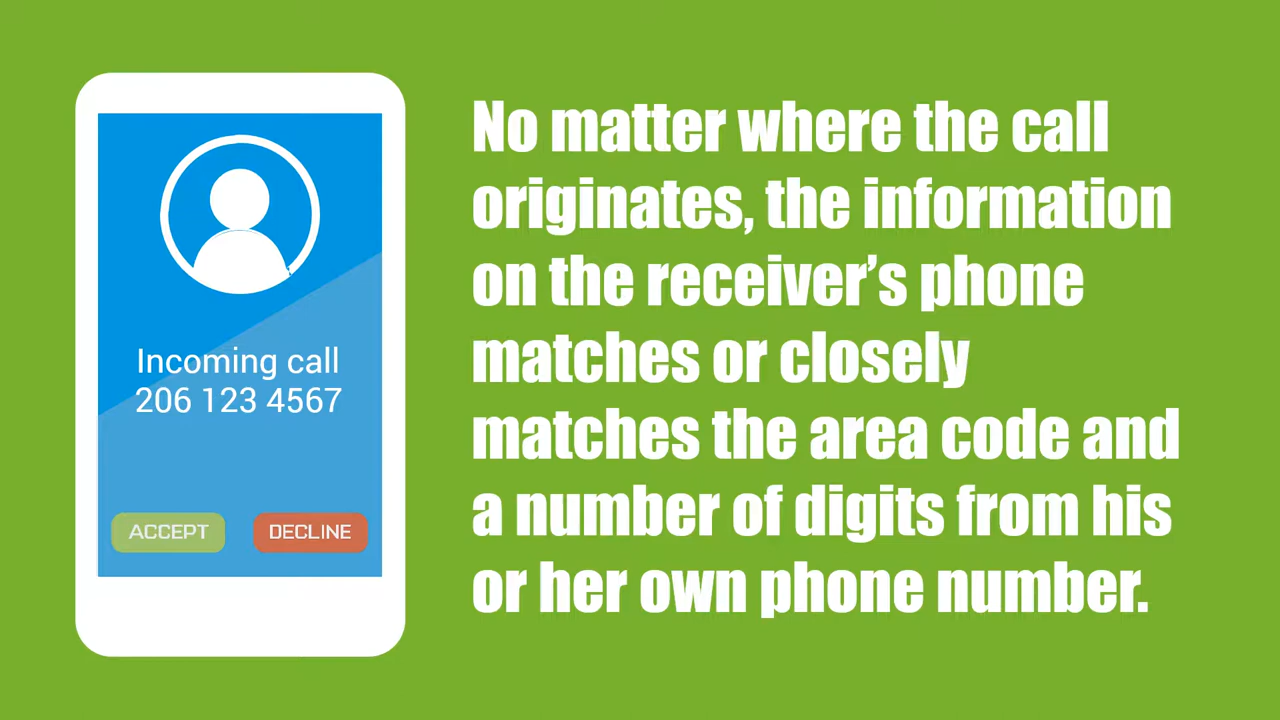 Incoming call
206 123 4567
ACCEPT
DECLINE
No matter where the call
originates, the information
on the receiver’s phone
matches or closely
matches the area code and
a number of digits from his
or her own phone number.